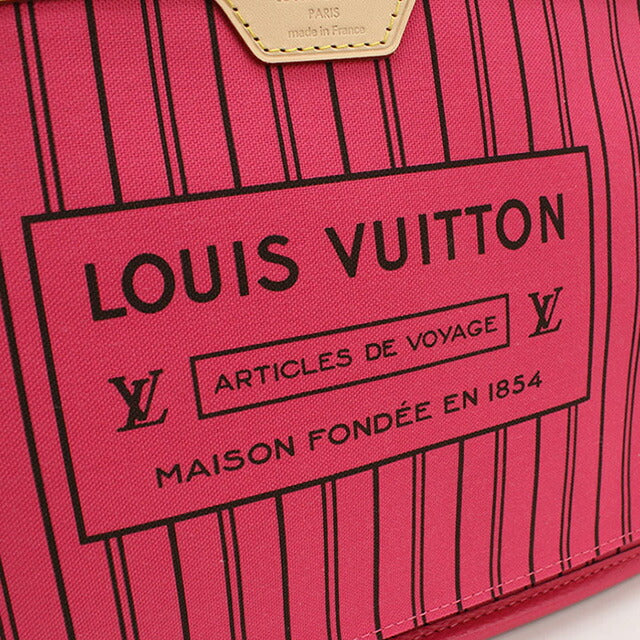 PARIS
made in France
LOUIS VUITTON
LV ARTICLES DE VOYAGE LV
MAISON FONDÉE EN 1854